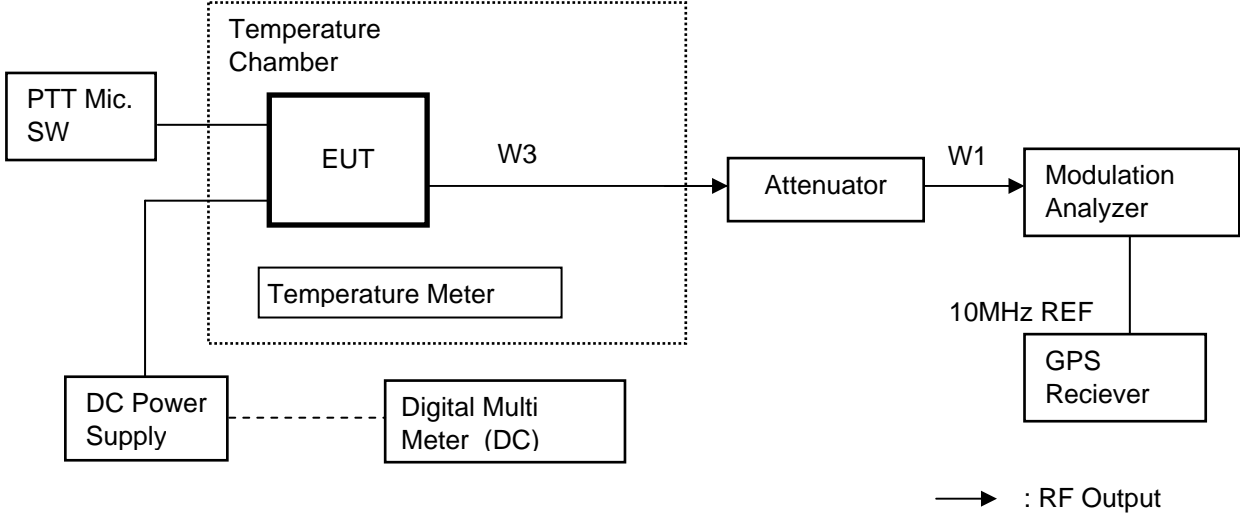 Temperature
Chamber
PTT Mic.
SW
EUT
W3
Attenuator
W1
Modulation
Analyzer
Temperature Meter
10MHz REF
GPS
Reciever
DC Power
Supply
Digital Multi
Meter (DC)
: RF Output